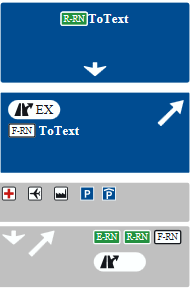 R-RN ToText
EX
F-RN ToText
P P
E-RN R-RN F-RN